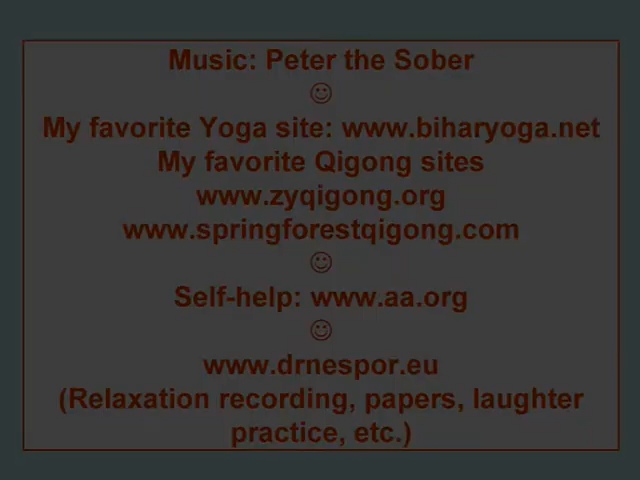 Music: Peter the Sober
☺
My favorite Yoga site: www.biharyoga.net
My favorite Qigong sites
www.zyqigong.org
www.springforestqigong.com
☺
Self-help: www.aa.org
☺
www.drnespor.eu
(Relaxation recording, papers, laughter
practice, etc.)